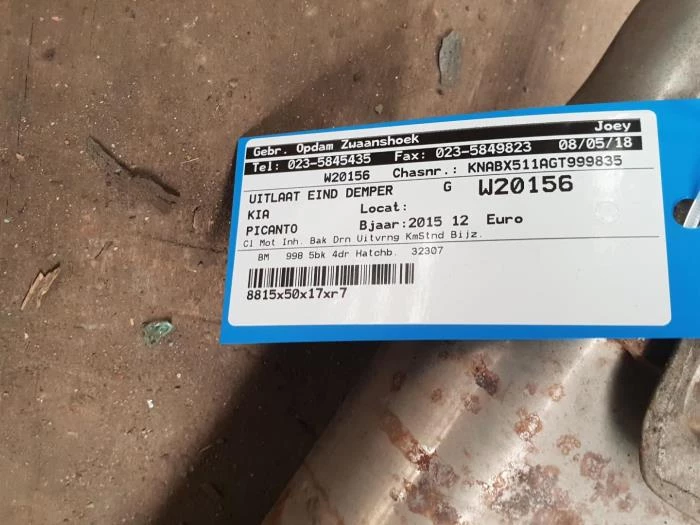 Gebr. Opdam Zwaanshoek Joey
Tel: 023-5845435 Fax: 023-5849823 08/05/18
W20156 Chasnr.: KNABX511AGT999835
UITLAAT EIND DEMPER G W20156
KIA Locat:
PICANTO Bjaar:2015 12 Euro
Cl Mot Inh. Bak Drn Uitvrng KmStnd Bijz.
BM 998 5bk 4dr Hatchb. 32307
8815x50x17xr7